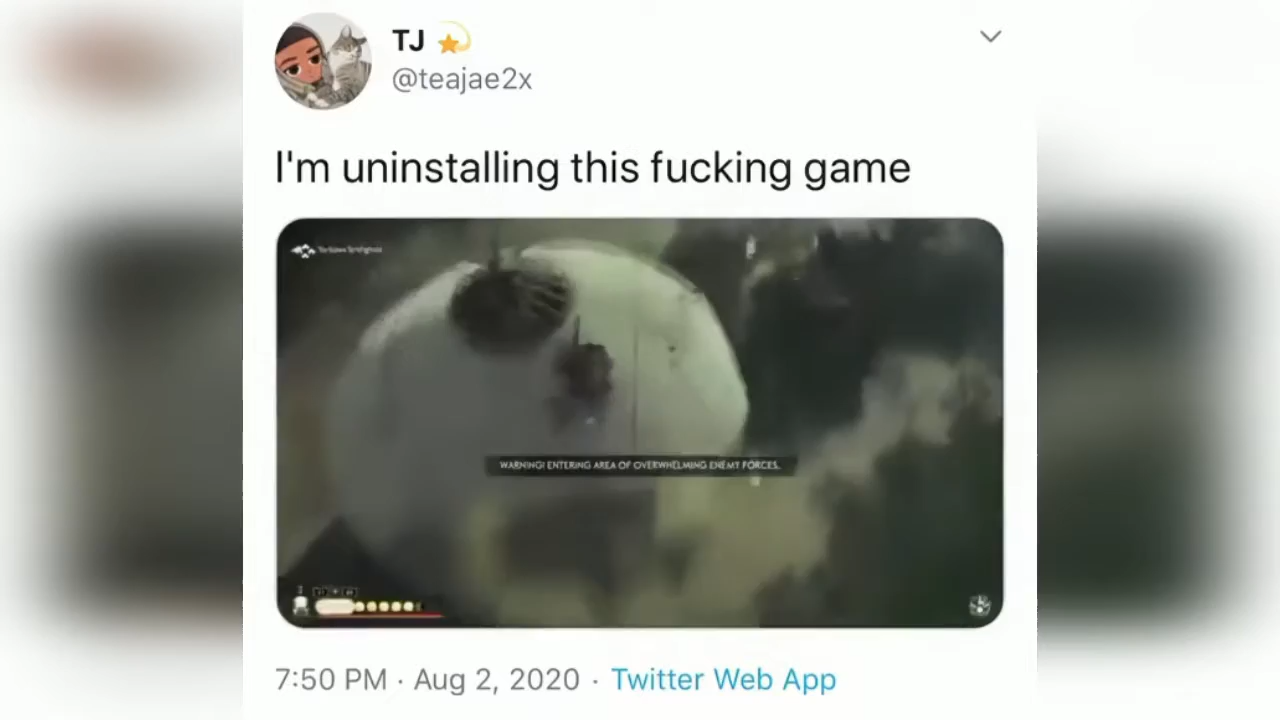 TJ 💫
@teajae2x
I'm uninstalling this fucking game
WARNING! ENTERING AREA OF OVERWHELMING ENEMY FORCES.
7:50 PM · Aug 2, 2020 · Twitter Web App